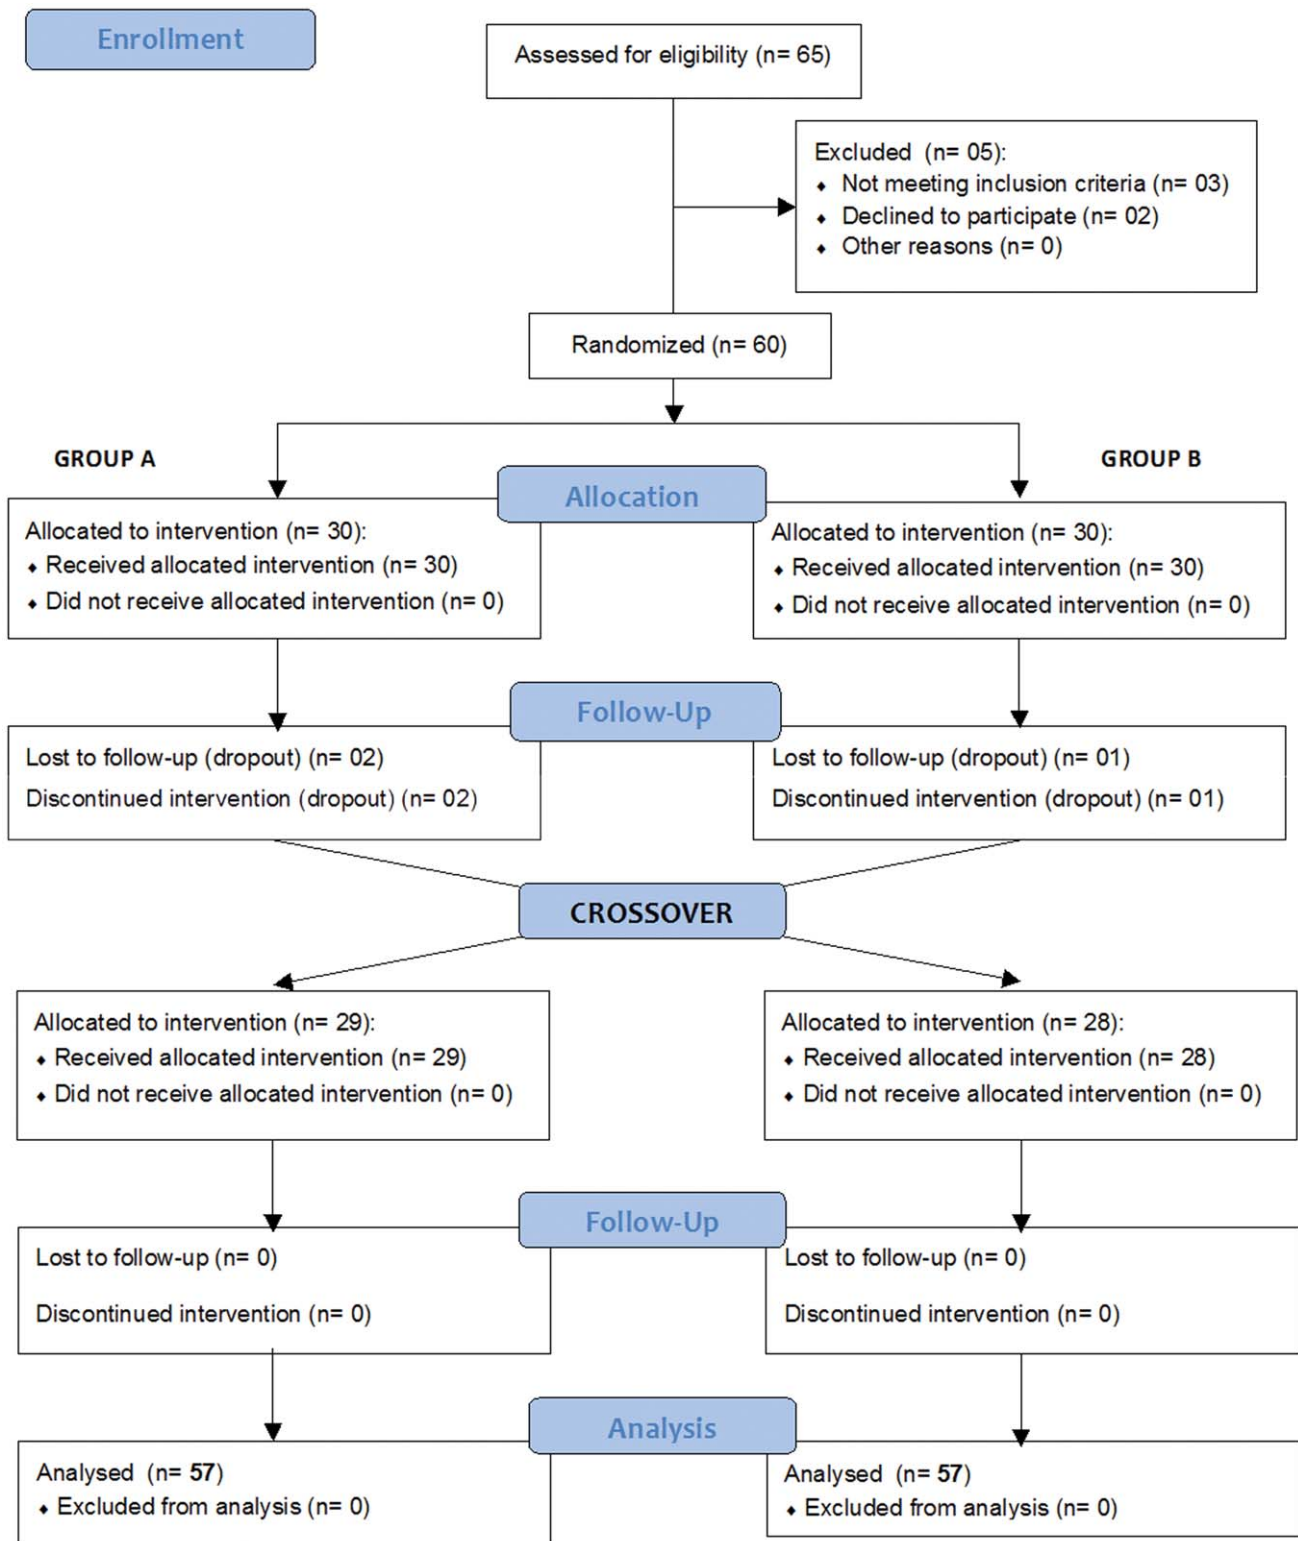 Enrollment
Assessed for eligibility (n= 65)
Excluded (n= 05):
⬥ Not meeting inclusion criteria (n= 03)
⬥ Declined to participate (n= 02)
⬥ Other reasons (n= 0)
Randomized (n= 60)
GROUP A
GROUP B
Allocation
Allocated to intervention (n= 30):
⬥ Received allocated intervention (n= 30)
⬥ Did not receive allocated intervention (n= 0)
Allocated to intervention (n= 30):
⬥ Received allocated intervention (n= 30)
⬥ Did not receive allocated intervention (n= 0)
Follow-Up
Lost to follow-up (dropout) (n= 02)
Discontinued intervention (dropout) (n= 02)
Lost to follow-up (dropout) (n= 01)
Discontinued intervention (dropout) (n= 01)
CROSSOVER
Allocated to intervention (n= 29):
⬥ Received allocated intervention (n= 29)
⬥ Did not receive allocated intervention (n= 0)
Allocated to intervention (n= 28):
⬥ Received allocated intervention (n= 28)
⬥ Did not receive allocated intervention (n= 0)
Follow-Up
Lost to follow-up (n= 0)
Discontinued intervention (n= 0)
Lost to follow-up (n= 0)
Discontinued intervention (n= 0)
Analysis
Analysed (n= 57)
⬥ Excluded from analysis (n= 0)
Analysed (n= 57)
⬥ Excluded from analysis (n= 0)